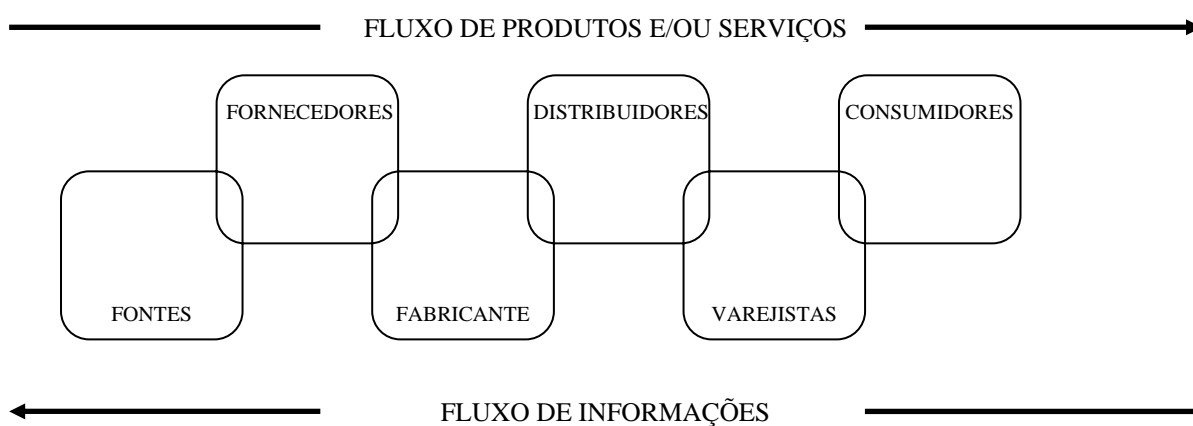 FLUXO DE PRODUTOS E/OU SERVIÇOS
FORNECEDORES
DISTRIBUIDORES
CONSUMIDORES
FONTES
FABRICANTE
VAREJISTAS
FLUXO DE INFORMAÇÕES